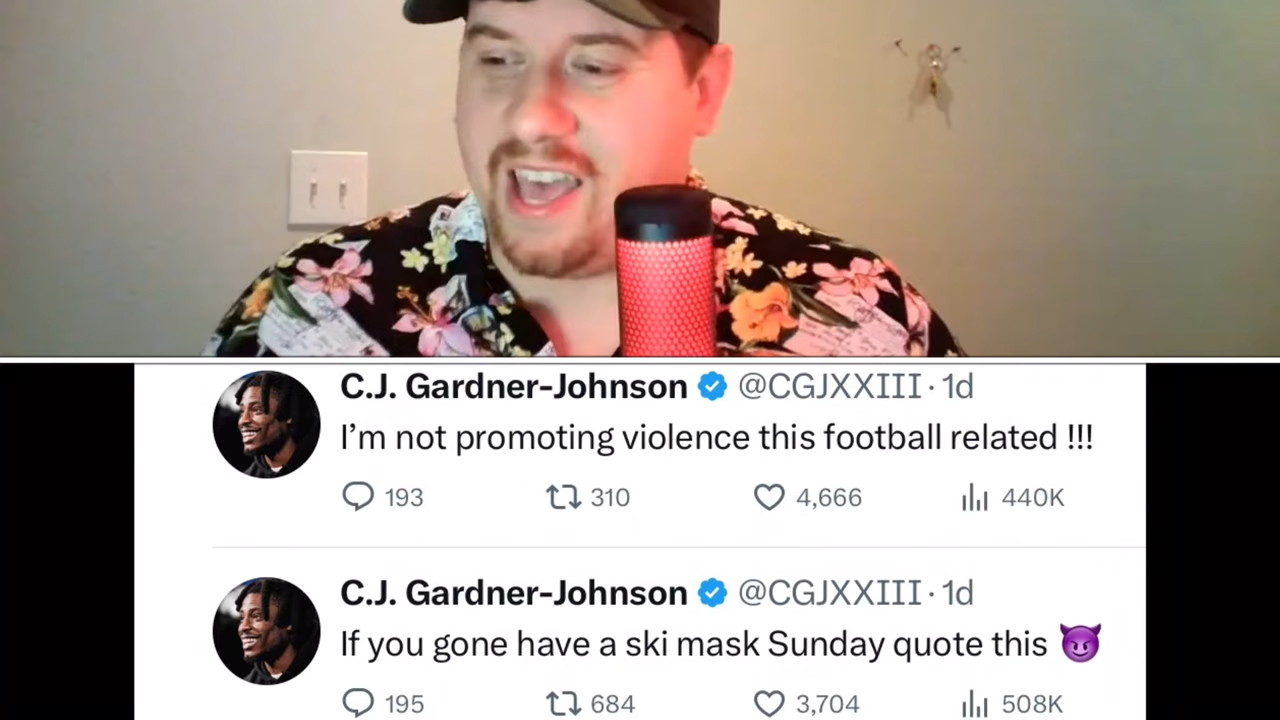 C.J. Gardner-Johnson @CGJXXIII · 1d
I’m not promoting violence this football related !!!
193 310 4,666 440K
C.J. Gardner-Johnson @CGJXXIII · 1d
If you gone have a ski mask Sunday quote this 😈
195 684 3,704 508K